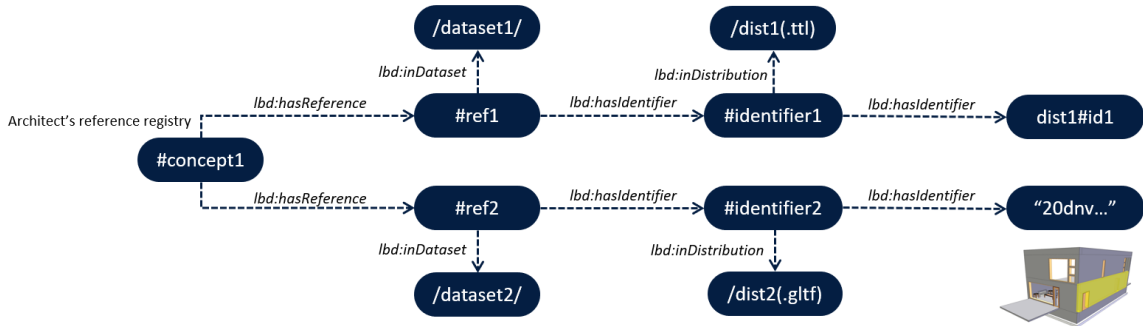 /dataset1/
/dist1(.ttl)
lbd:inDataset
lbd:inDistribution
lbd:hasReference
lbd:hasIdentifier
lbd:hasIdentifier
Architect's reference registry
#ref1
#identifier1
dist1#id1
#concept1
lbd:hasReference
lbd:hasIdentifier
lbd:hasIdentifier
#ref2
#identifier2
“20dnv...”
lbd:inDataset
lbd:inDistribution
/dataset2/
/dist2(.gltf)